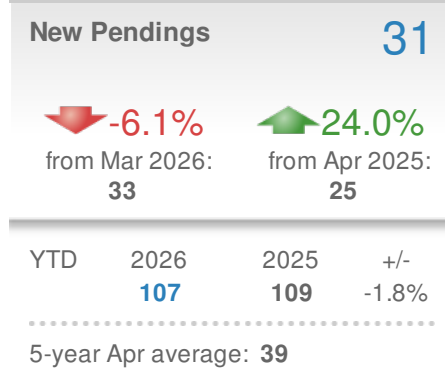 New Pendings 31
-6.1% 24.0%
from Mar 2026: from Apr 2025:
33 25
YTD 2026 2025 +/-
107 109 -1.8%
5-year Apr average: 39